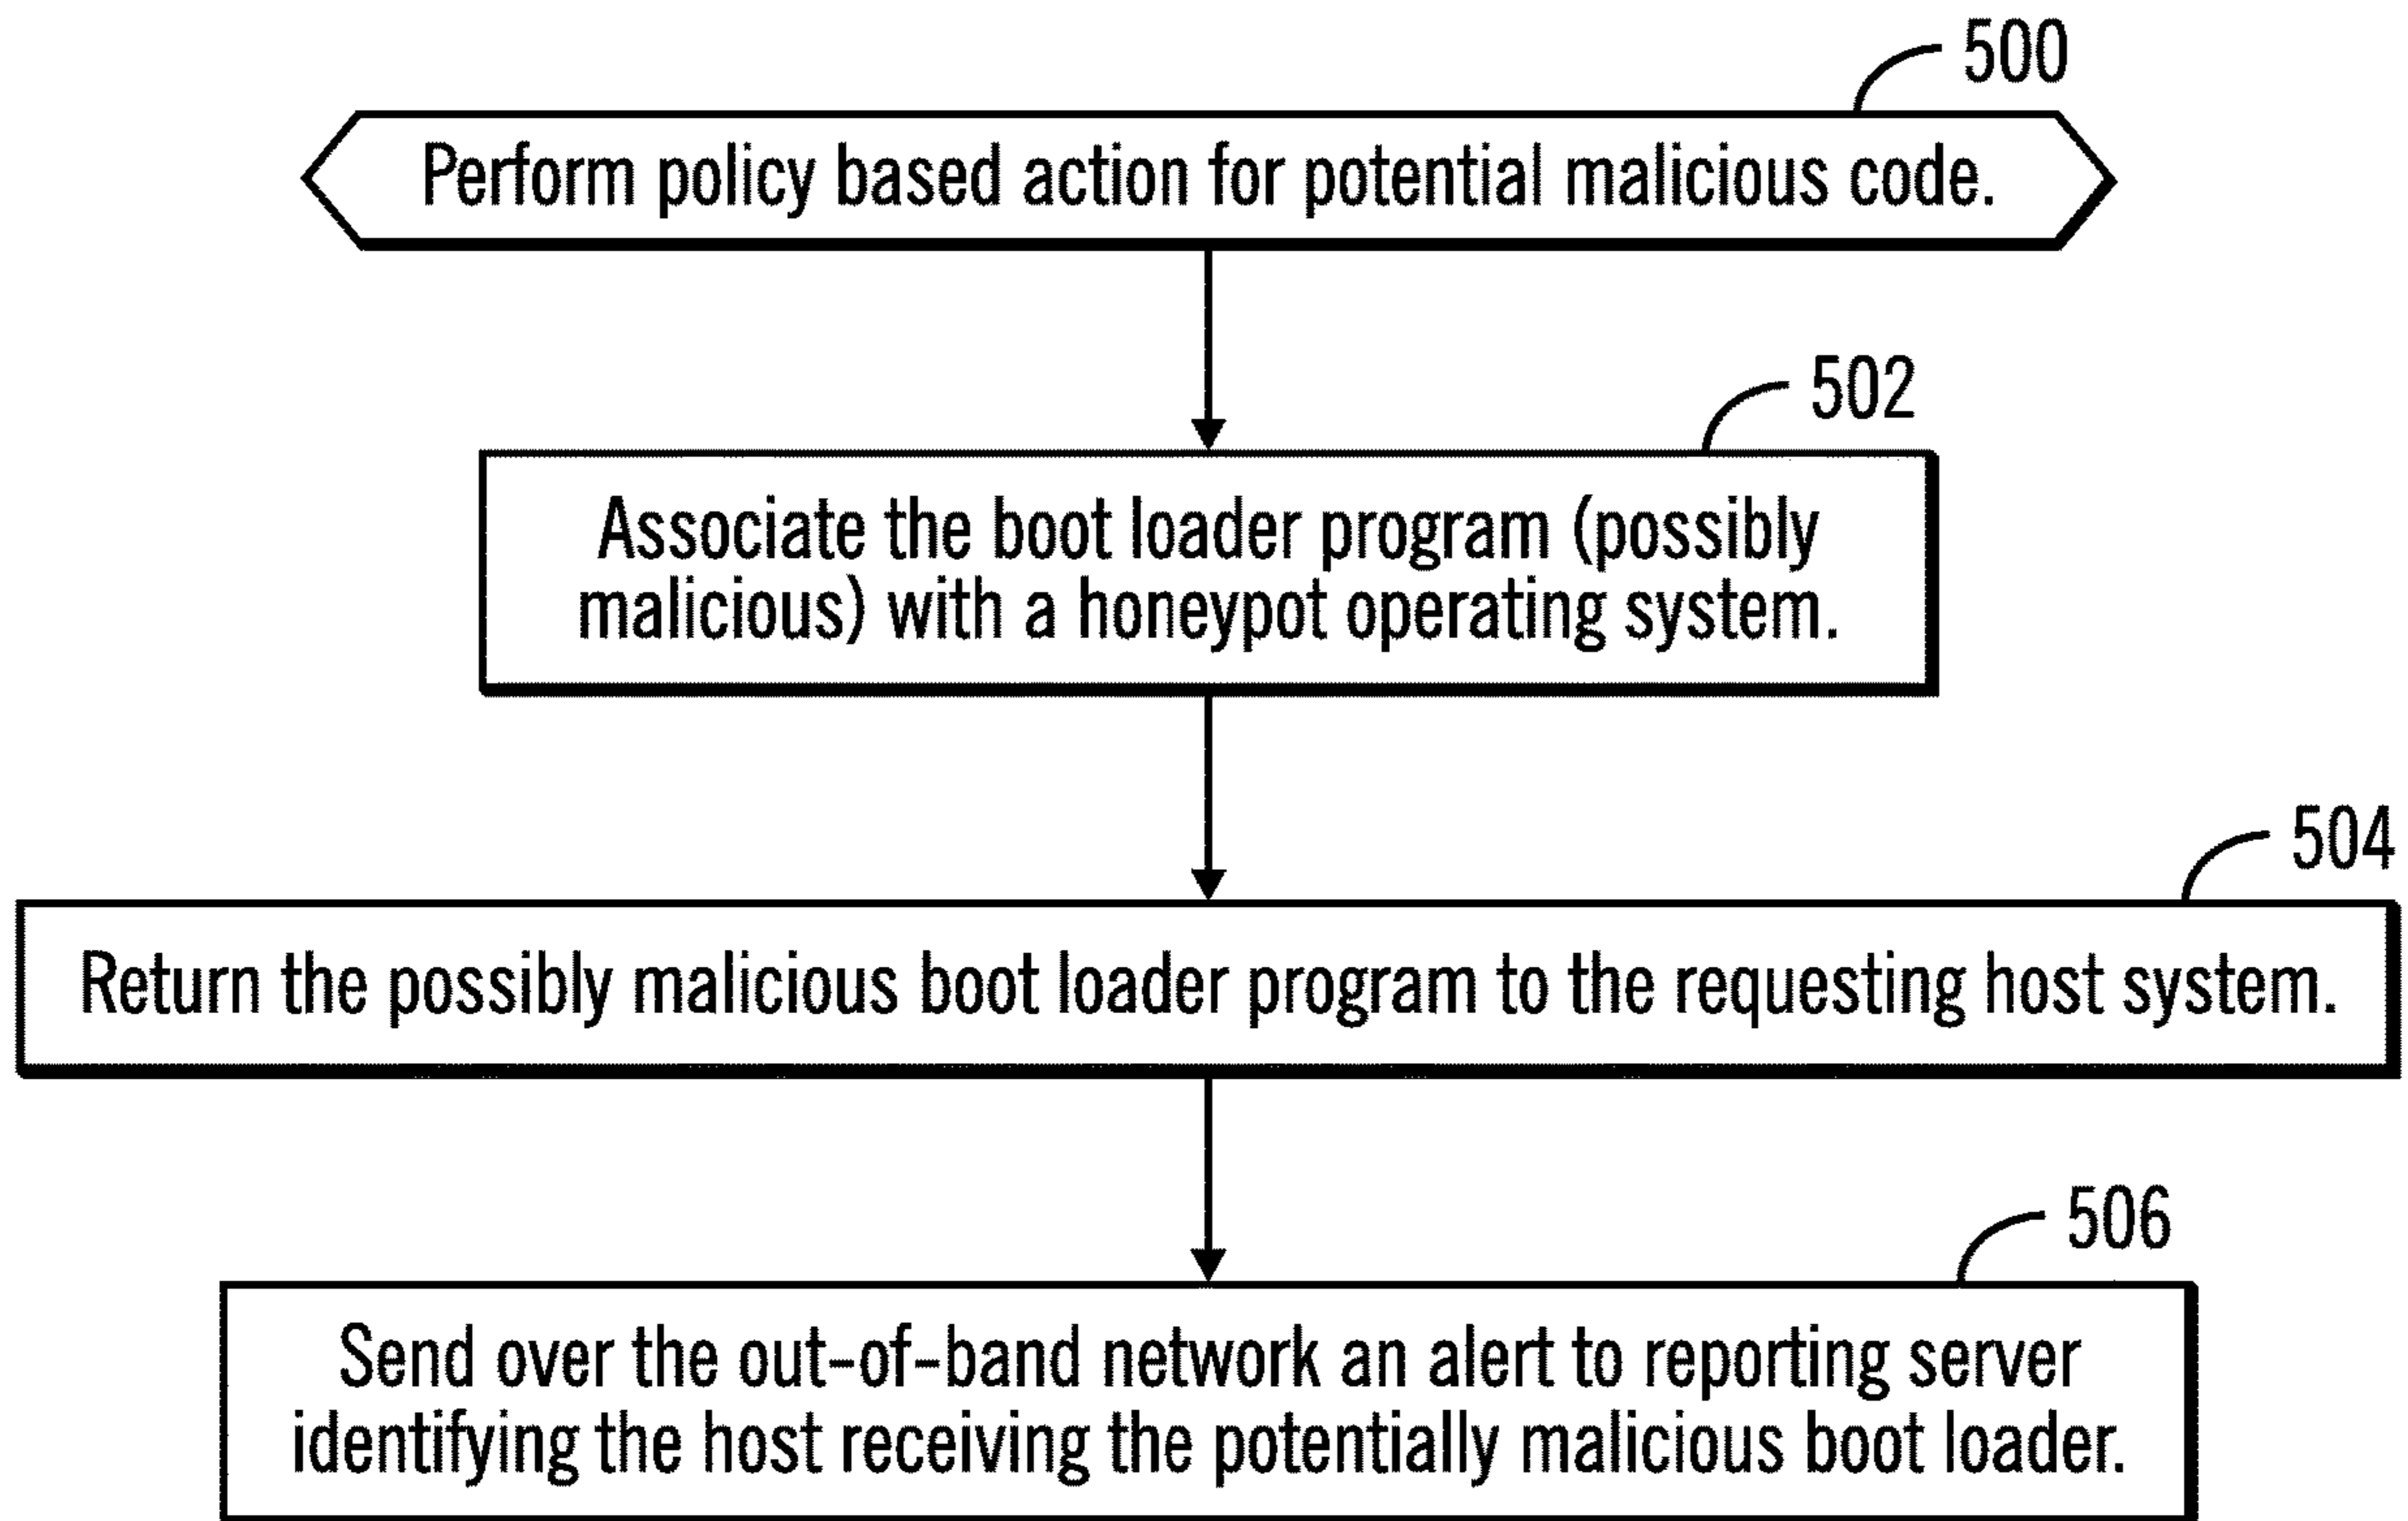 500
Perform policy based action for potential malicious code.
502
Associate the boot loader program (possibly
malicious) with a honeypot operating system.
504
Return the possibly malicious boot loader program to the requesting host system.
506
Send over the out-of-band network an alert to reporting server
identifying the host receiving the potentially malicious boot loader.